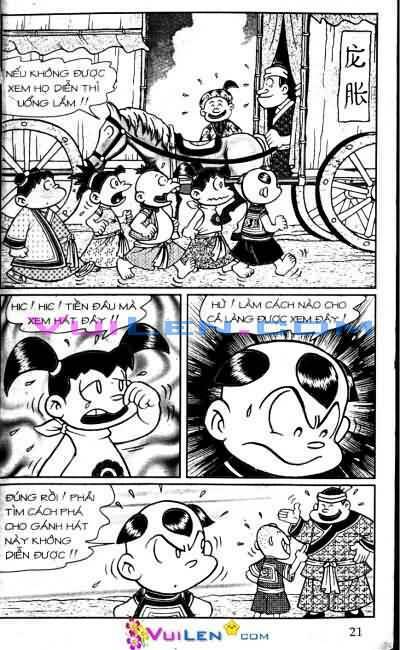 NẾU KHÔNG ĐƯỢC
XEM HỌ DIỄN THÌ
UỔNG LẮM !!
HIC ! HIC ! TIỀN ĐÂU MÀ
XEM HÁT ĐÂY !!
HỪ ! LÀM CÁCH NÀO CHO
CẢ LÀNG ĐƯỢC XEM ĐÂY !
VUILEN.COM
ĐÚNG RỒI ! PHẢI
TÌM CÁCH PHÁ
CHO GÁNH HÁT
NÀY KHÔNG
DIỄN ĐƯỢC !!
21
VUILEN.COM